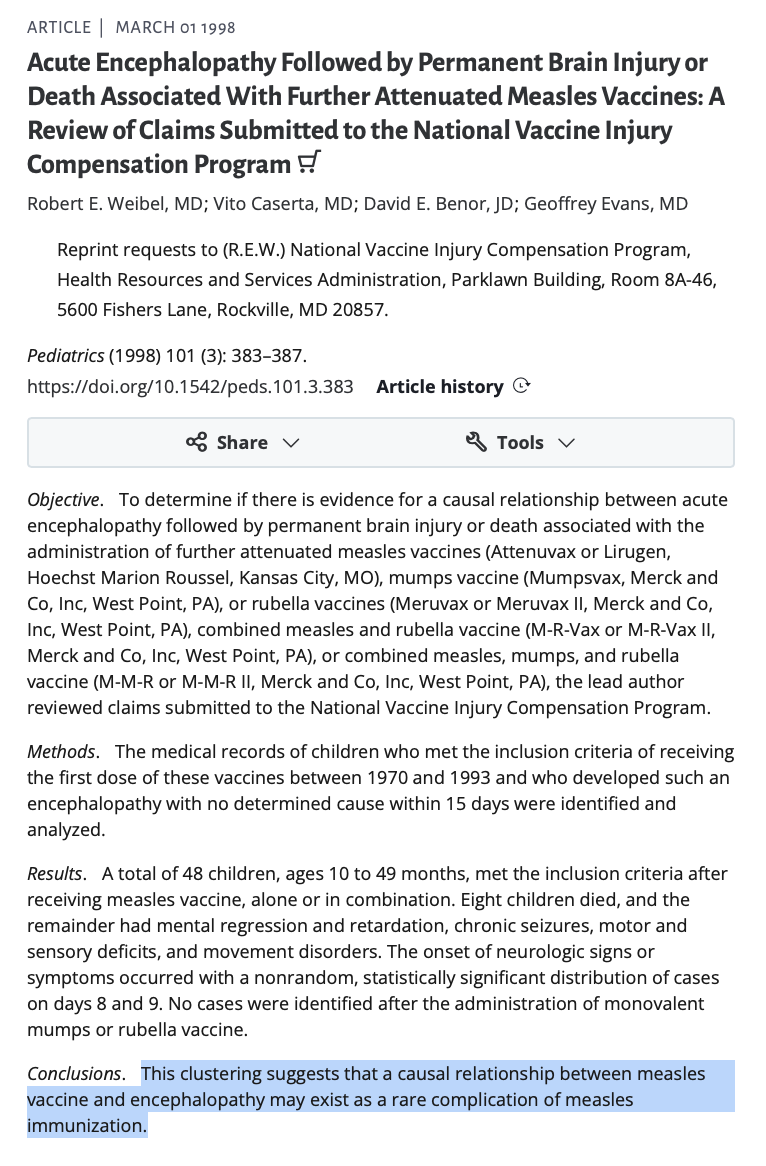 ARTICLE | MARCH 01 1998
Acute Encephalopathy Followed by Permanent Brain Injury or
Death Associated With Further Attenuated Measles Vaccines: A
Review of Claims Submitted to the National Vaccine Injury
Compensation Program
Robert E. Weibel, MD; Vito Caserta, MD; David E. Benor, JD; Geoffrey Evans, MD
Reprint requests to (R.E.W.) National Vaccine Injury Compensation Program,
Health Resources and Services Administration, Parklawn Building, Room 8A-46,
5600 Fishers Lane, Rockville, MD 20857.
Pediatrics (1998) 101 (3): 383–387.
https://doi.org/10.1542/peds.101.3.383 Article history
Share Tools
Objective. To determine if there is evidence for a causal relationship between acute
encephalopathy followed by permanent brain injury or death associated with the
administration of further attenuated measles vaccines (Attenuvax or Lirugen,
Hoechst Marion Roussel, Kansas City, MO), mumps vaccine (Mumpsvax, Merck and
Co, Inc, West Point, PA), or rubella vaccines (Meruvax or Meruvax II, Merck and Co,
Inc, West Point, PA), combined measles and rubella vaccine (M-R-Vax or M-R-Vax II,
Merck and Co, Inc, West Point, PA), or combined measles, mumps, and rubella
vaccine (M-M-R or M-M-R II, Merck and Co, Inc, West Point, PA), the lead author
reviewed claims submitted to the National Vaccine Injury Compensation Program.
Methods. The medical records of children who met the inclusion criteria of receiving
the first dose of these vaccines between 1970 and 1993 and who developed such an
encephalopathy with no determined cause within 15 days were identified and
analyzed.
Results. A total of 48 children, ages 10 to 49 months, met the inclusion criteria after
receiving measles vaccine, alone or in combination. Eight children died, and the
remainder had mental regression and retardation, chronic seizures, motor and
sensory deficits, and movement disorders. The onset of neurologic signs or
symptoms occurred with a nonrandom, statistically significant distribution of cases
on days 8 and 9. No cases were identified after the administration of monovalent
mumps or rubella vaccine.
Conclusions. This clustering suggests that a causal relationship between measles
vaccine and encephalopathy may exist as a rare complication of measles
immunization.